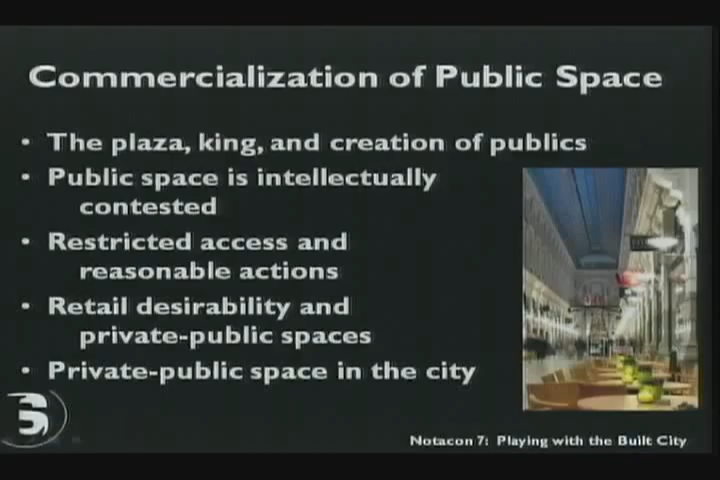 Commercialization of Public Space
• The plaza, king, and creation of publics
• Public space is intellectually
contested
• Restricted access and
reasonable actions
• Retail desirability and
private-public spaces
• Private-public space in the city
Notacon 7: Playing with the Built City